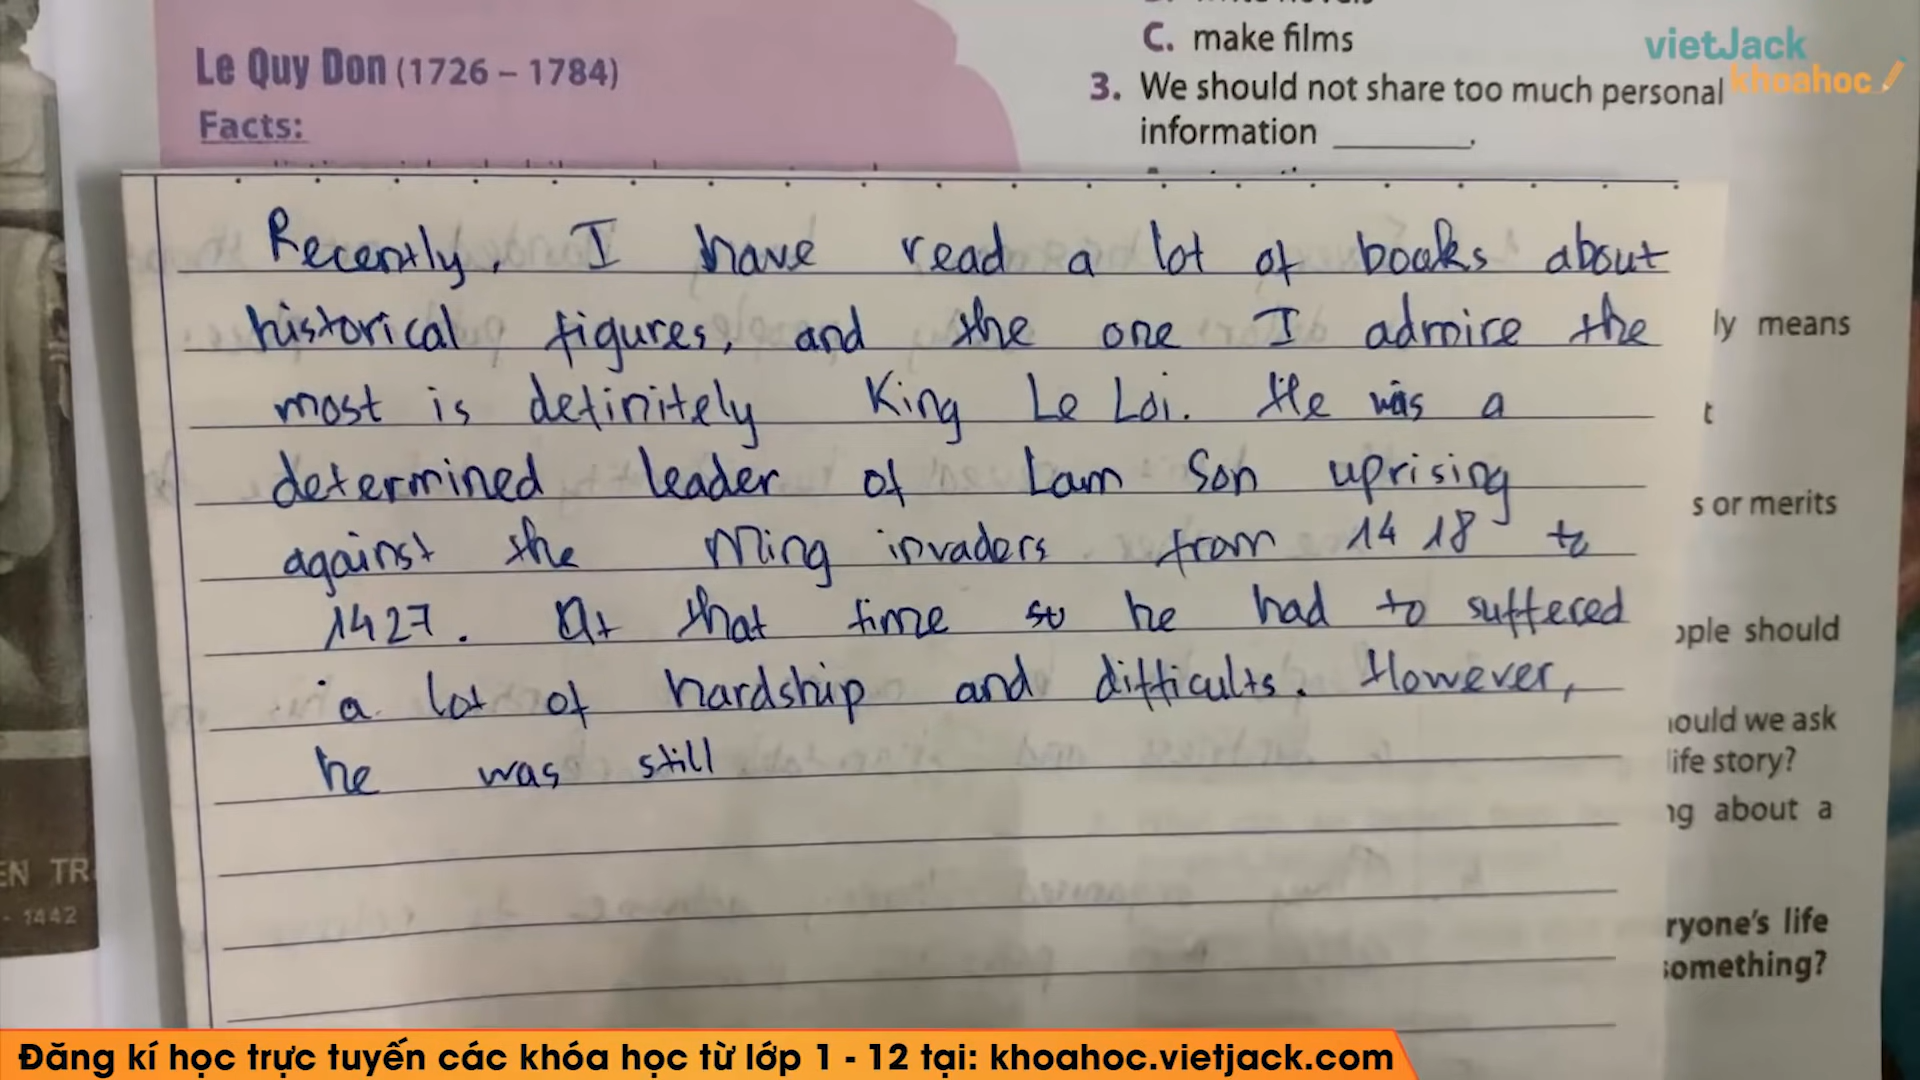 C. make films
vietJack
khoahoc
Le Quy Don (1726 – 1784)
Facts:
3. We should not share too much personal
information ________.
Recently, I have read a lot of books about
historical figures, and the one I admire the
most is definitely King Le Loi. He was a
determined leader of Lam Son uprising
against the Ming invaders from 1418 to
1427. At that time he had to suffered
a lot of hardship and difficults. However,
he was still
ly means
t
s or merits
ople should
ould we ask
life story?
ng about a
ryone's life
something?
EN TR
- 1442
Đăng kí học trực tuyến các khóa học từ lớp 1 - 12 tại: khoahoc.vietjack.com